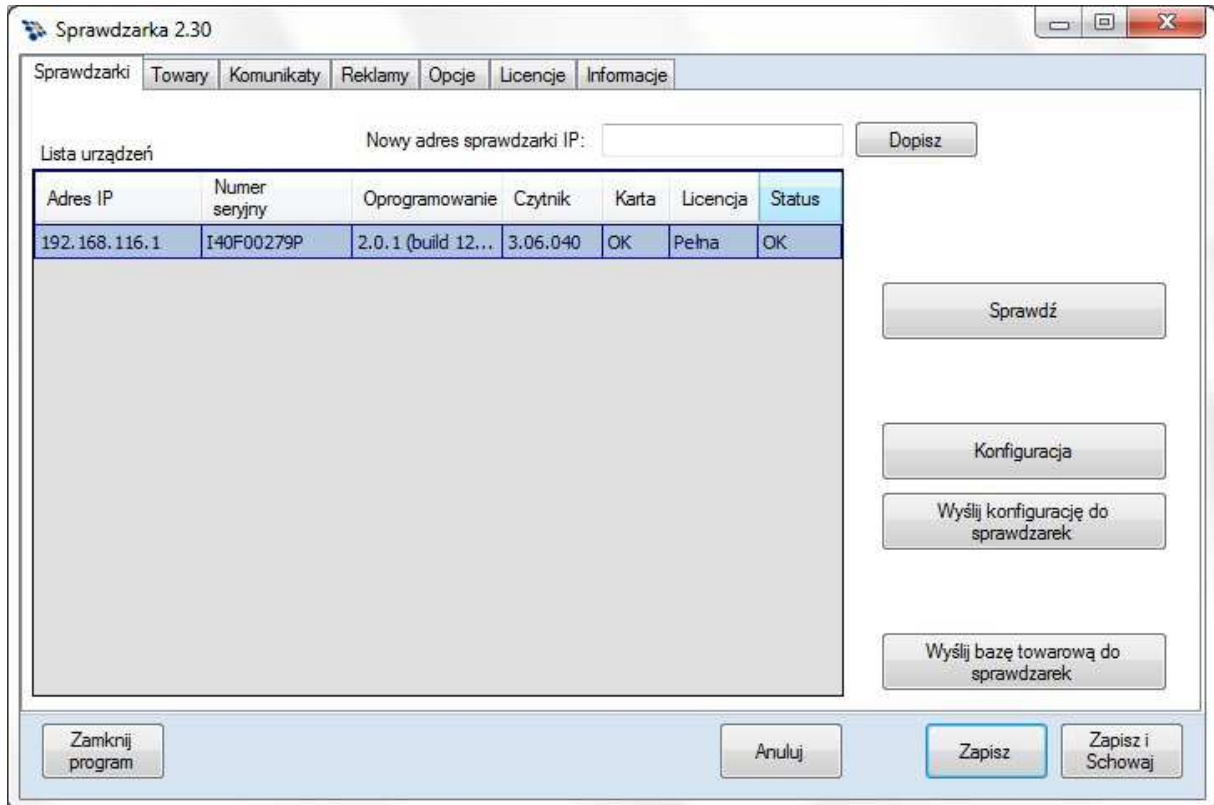 Sprawdzarka 2.30
Sprawdzarki Towary Komunikaty Reklamy Opcje Licencje Informacje
Nowy adres sprawdzarki IP: Dopisz
Lista urządzeń
Adres IP Numer seryjny Oprogramowanie Czytnik Karta Licencja Status
192.168.116.1 I40F00279P 2.0.1 (build 12... 3.06.040 OK Pełna OK
Sprawdź
Konfiguracja
Wyślij konfigurację do
sprawdzarek
Wyślij bazę towarową do
sprawdzarek
Zamknij
program
Anuluj
Zapisz
Zapisz i
Schowaj